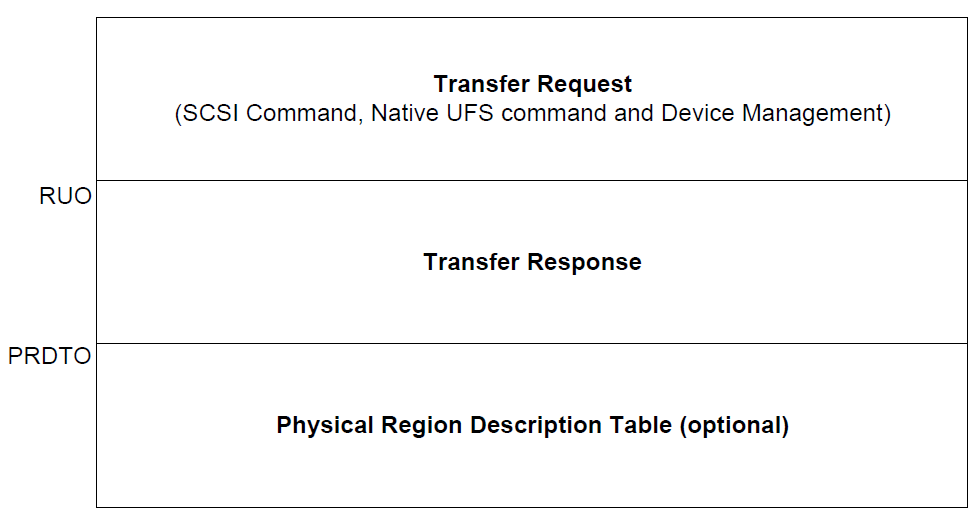 Transfer Request
(SCSI Command, Native UFS command and Device Management)
RUO
Transfer Response
PRDTO
Physical Region Description Table (optional)